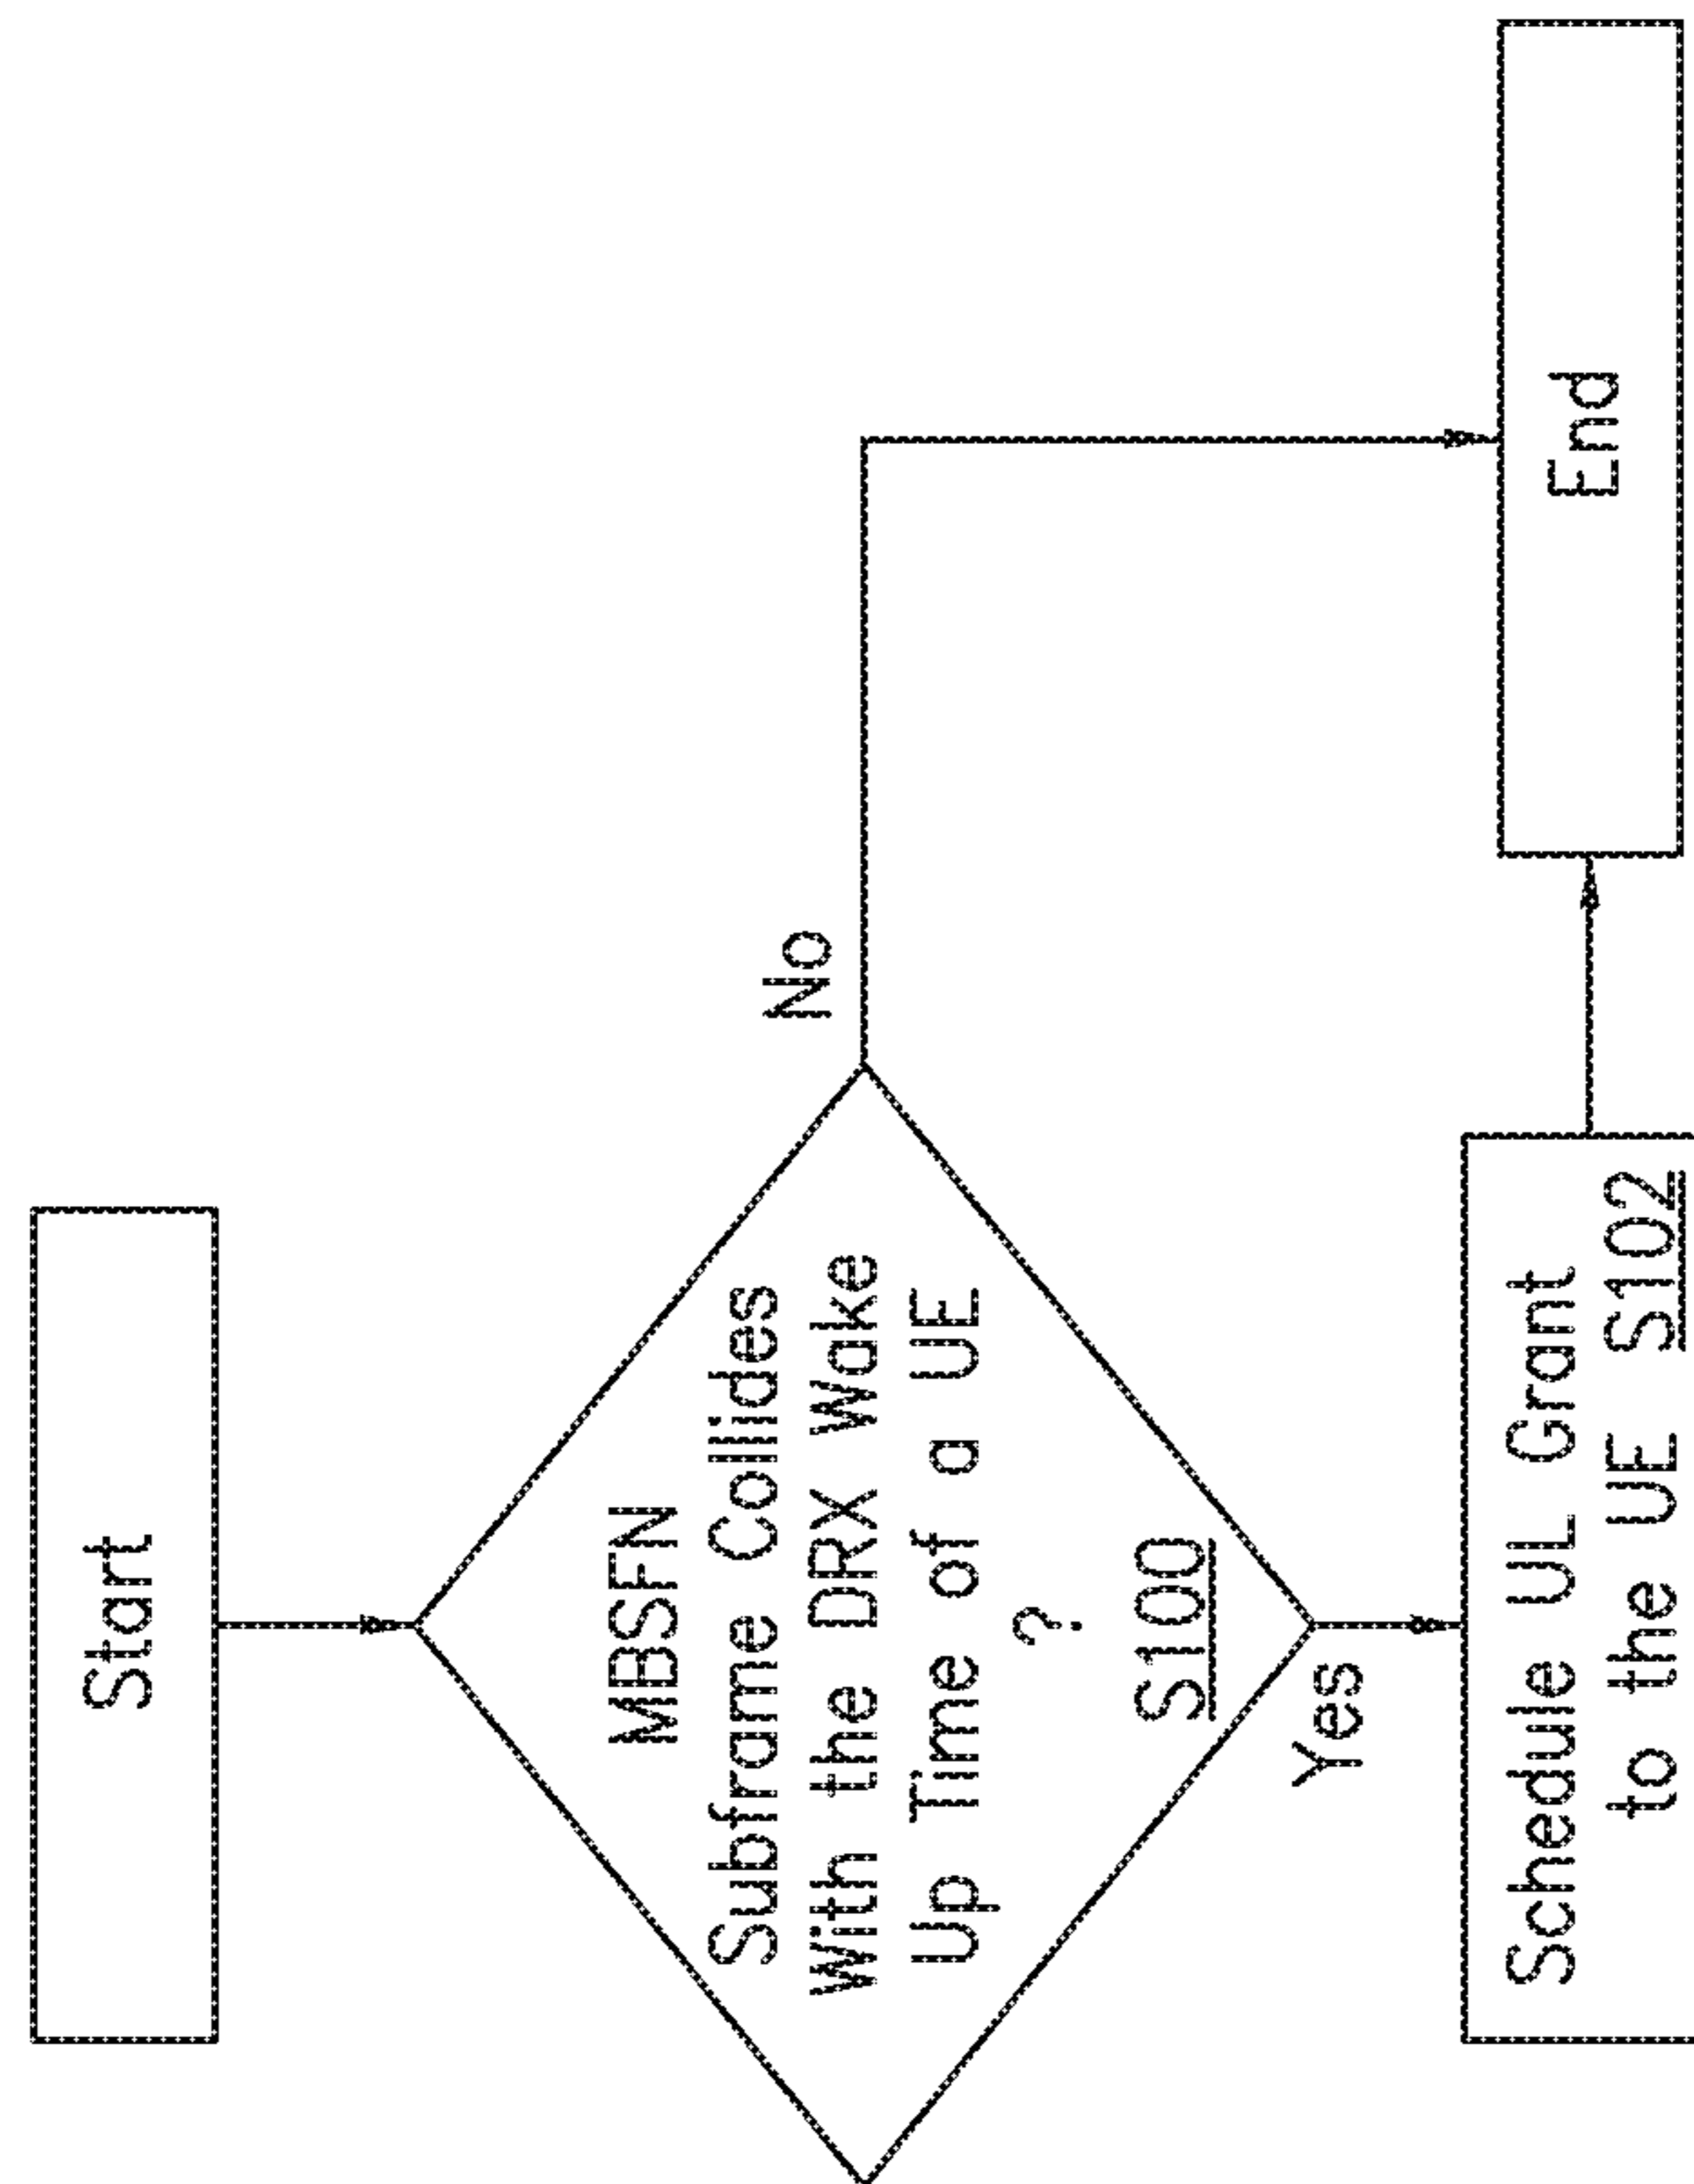 Start
MBSFN
Subframe Collides
With the DRX Wake
Up Time of a UE
?
S100
No
Yes
Schedule UL Grant
to the UE S102
End